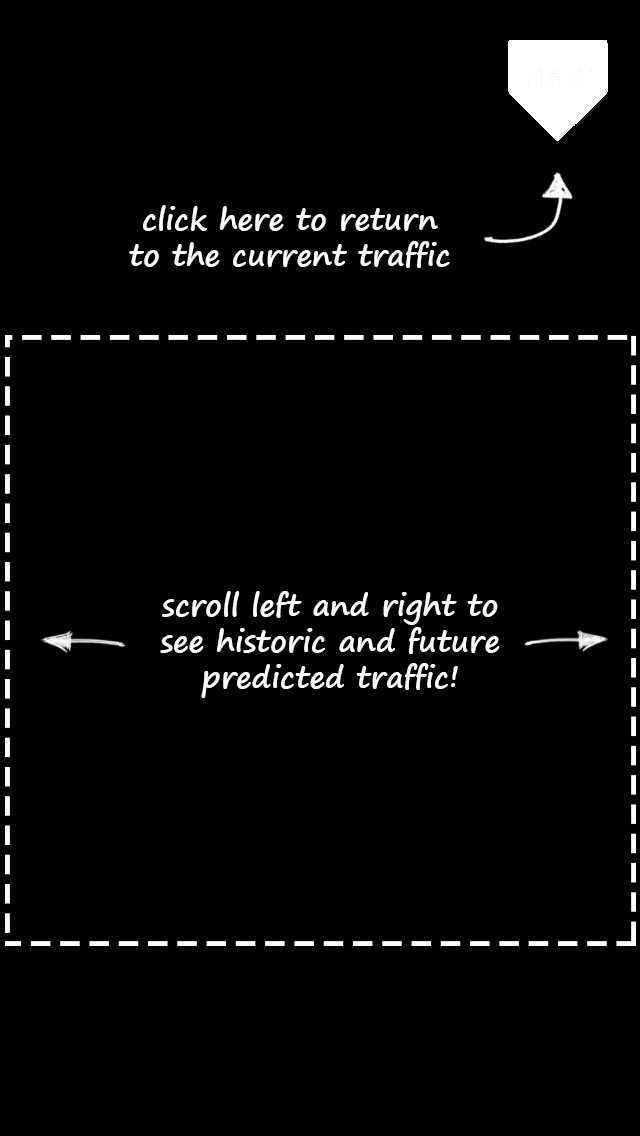 click here to return
to the current traffic
scroll left and right to
see historic and future
predicted traffic!